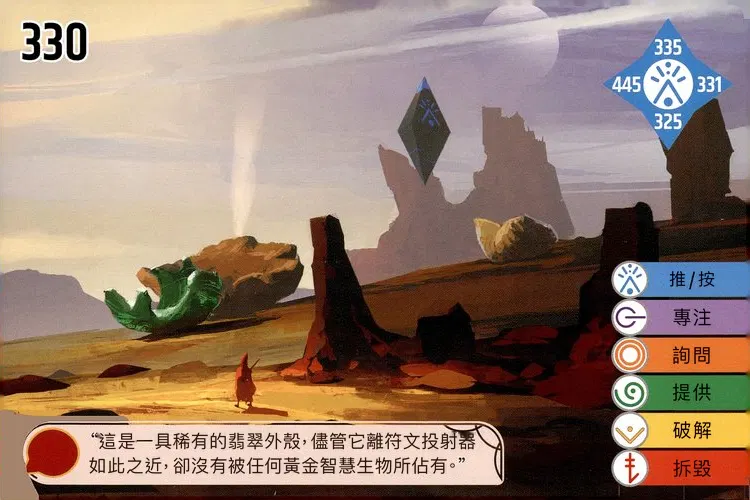 330
335
445
331
325
推/按
專注
詢問
提供
破解
拆毀
“這是一具稀有的翡翠外殼，儘管它離符文投射器
如此之近，卻沒有被任何黃金智慧生物所佔有。”